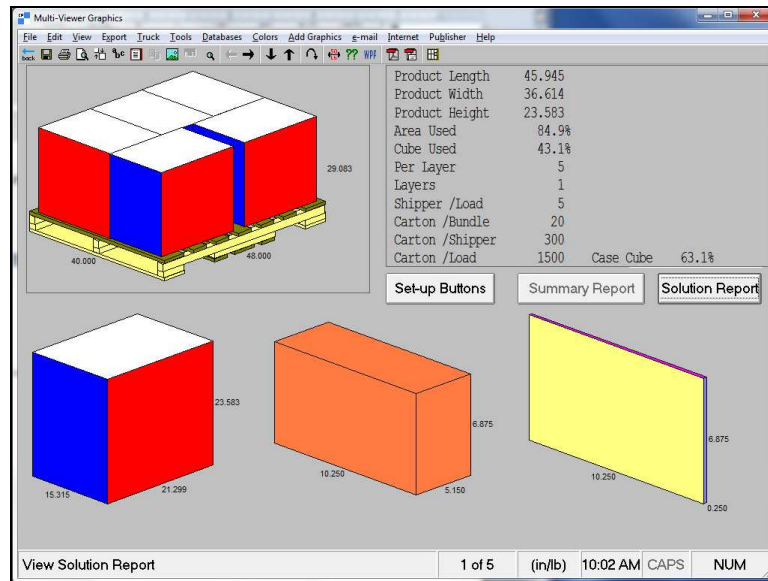 Multi-Viewer Graphics
File Edit View Export Truck Tools Databases Colors Add Graphics e-mail Internet Publisher Help
back ?? WPF
Product Length 45.945
Product Width 36.614
Product Height 23.583
Area Used 84.9%
Cube Used 43.1%
Per Layer 5
Layers 1
Shipper /Load 5
Carton /Bundle 20
Carton /Shipper 300
Carton /Load 1500 Case Cube 63.1%
29.083
40.000
48.000
Set-up Buttons Summary Report Solution Report
23.583
15.315
21.299
6.875
10.250
5.150
6.875
10.250
0.250
View Solution Report 1 of 5 (in/lb) 10:02 AM CAPS NUM